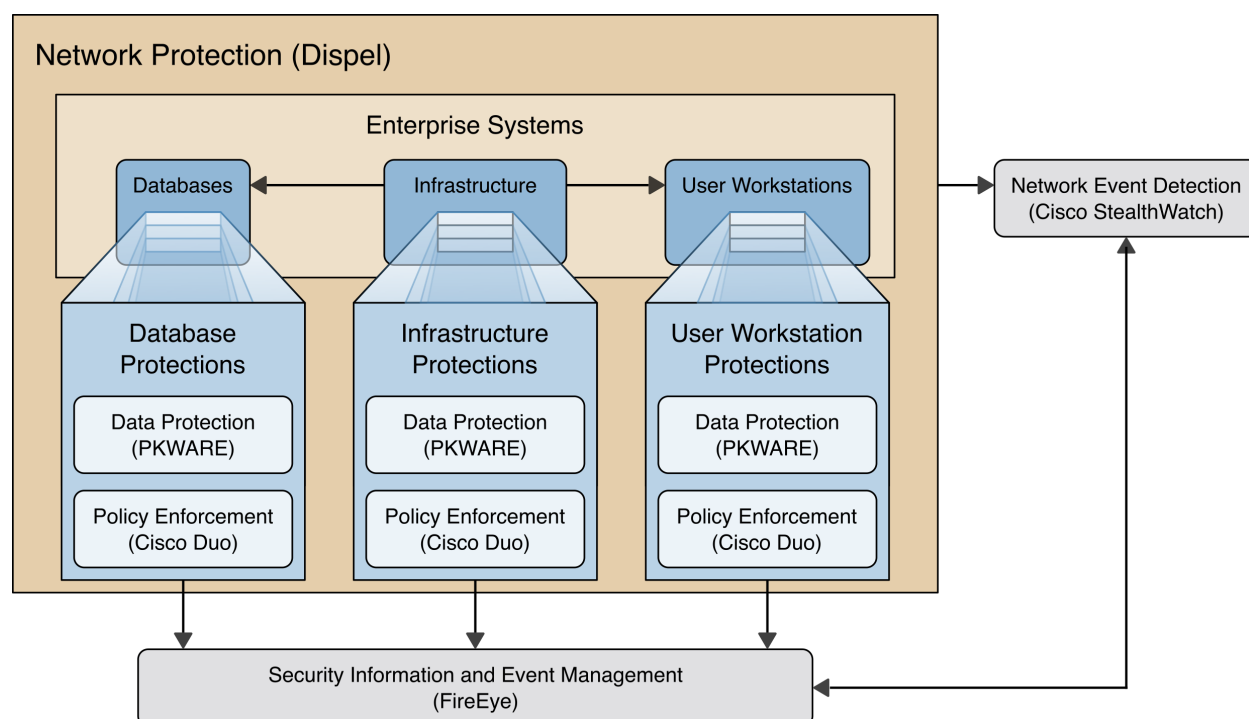 Network Protection (Dispel)
Enterprise Systems
Databases
Infrastructure
User Workstations
Network Event Detection
(Cisco StealthWatch)
Database
Protections
Data Protection
(PKWARE)
Policy Enforcement
(Cisco Duo)
Infrastructure
Protections
Data Protection
(PKWARE)
Policy Enforcement
(Cisco Duo)
User Workstation
Protections
Data Protection
(PKWARE)
Policy Enforcement
(Cisco Duo)
Security Information and Event Management
(FireEye)